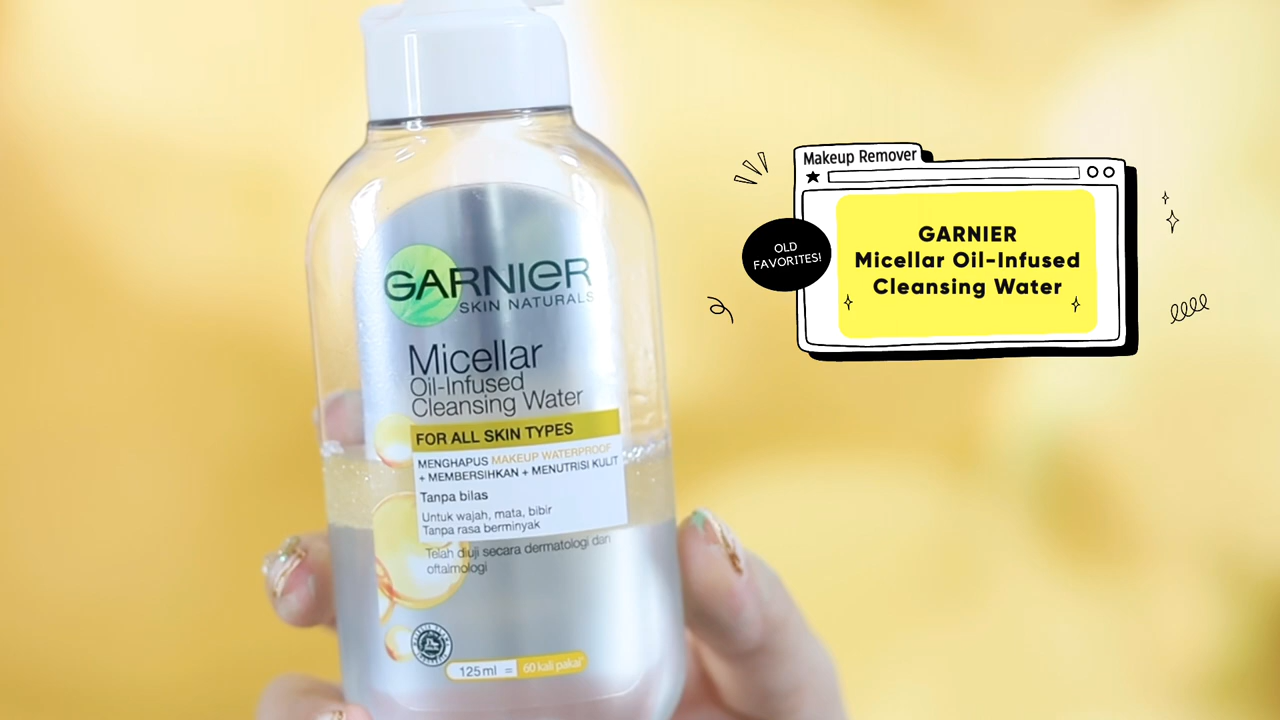 GARNIER
SKIN NATURALS
Micellar
Oil-Infused
Cleansing Water
FOR ALL SKIN TYPES
MENGHAPUS MAKEUP WATERPROOF
+ MEMBERSIHKAN + MENUTRISI KULIT
Tanpa bilas
Untuk wajah, mata, bibir
Tanpa rasa berminyak
Telah diuji secara dermatologi dan
oftalmologi
125 ml = 60 kali pakai*
Makeup Remover
OLD
FAVORITES!
GARNIER
Micellar Oil-Infused
Cleansing Water